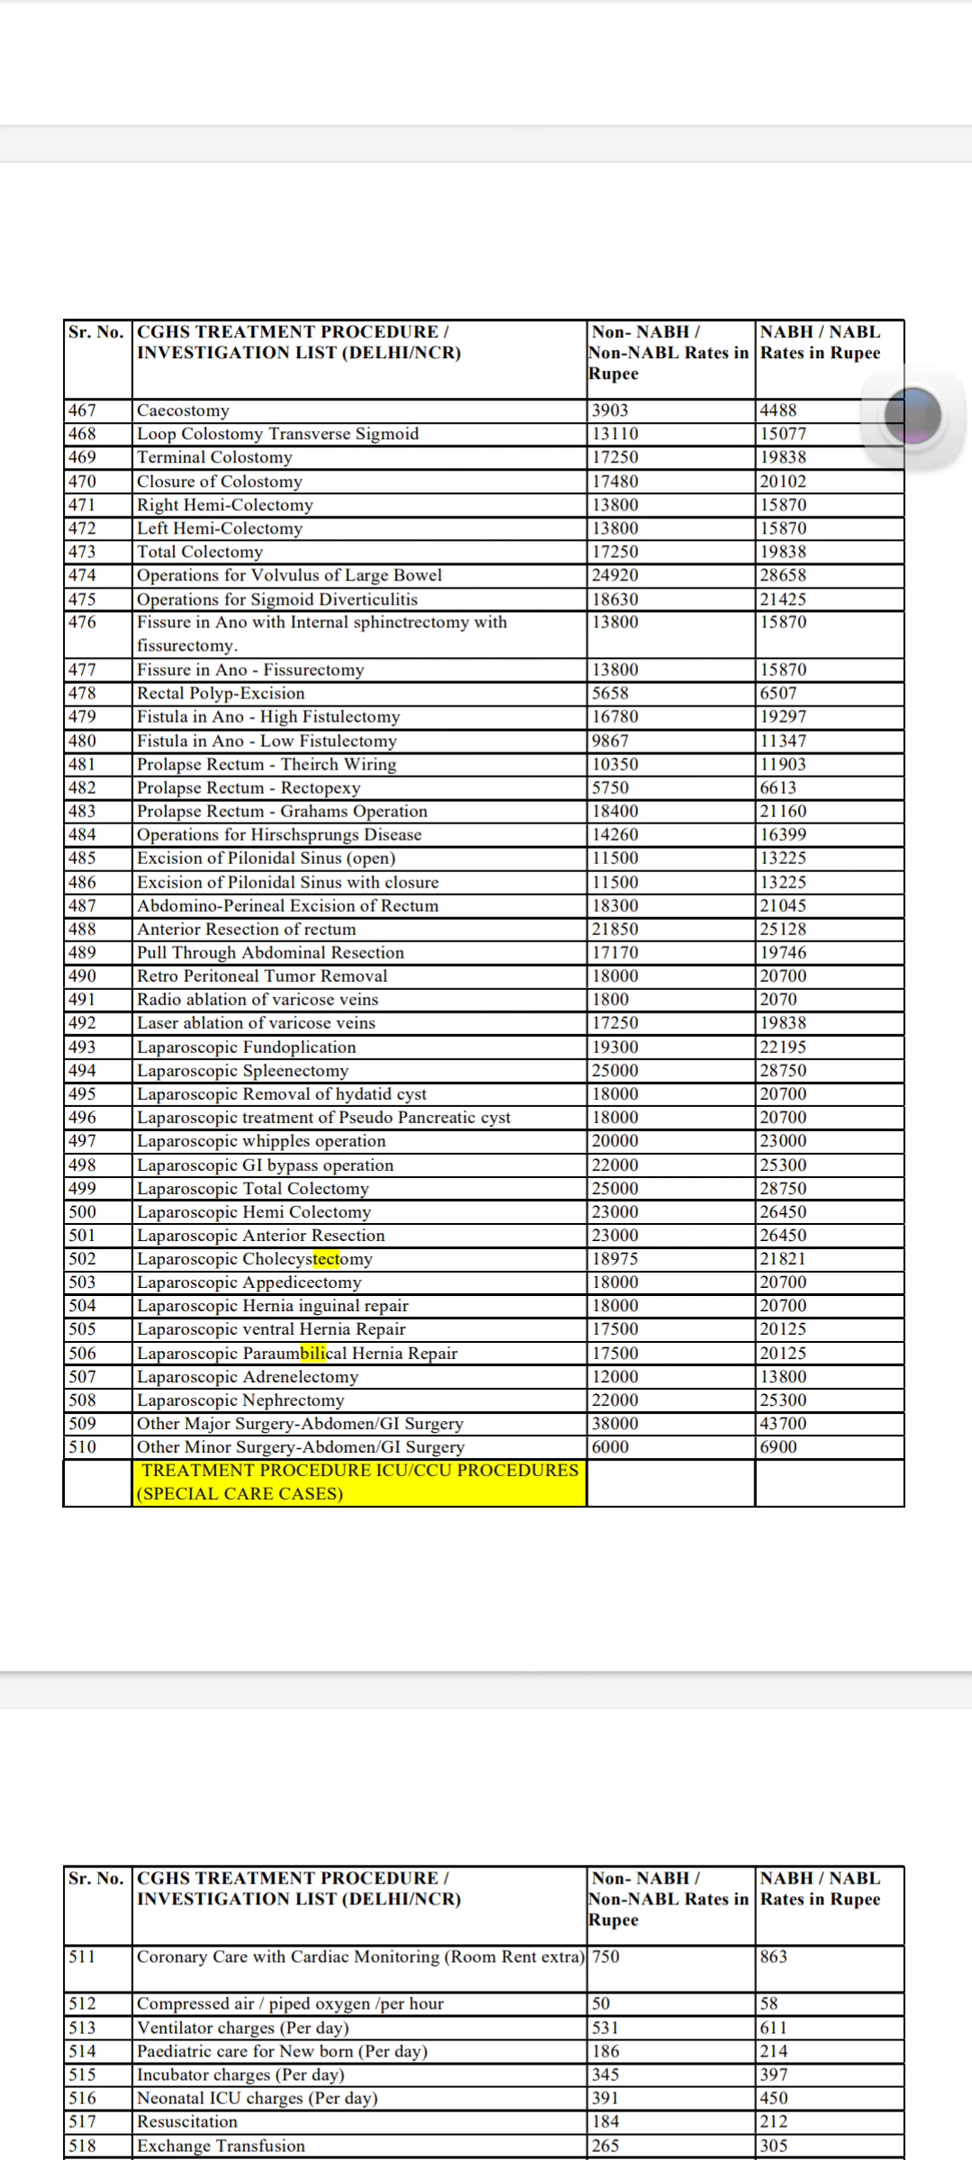 Sr. No. CGHS TREATMENT PROCEDURE / INVESTIGATION LIST (DELHI/NCR) Non- NABH / Non-NABL Rates in Rupee NABH / NABL Rates in Rupee
467 Caecostomy 3903 4488
468 Loop Colostomy Transverse Sigmoid 13110 15077
469 Terminal Colostomy 17250 19838
470 Closure of Colostomy 17480 20102
471 Right Hemi-Colectomy 13800 15870
472 Left Hemi-Colectomy 13800 15870
473 Total Colectomy 17250 19838
474 Operations for Volvulus of Large Bowel 24920 28658
475 Operations for Sigmoid Diverticulitis 18630 21425
476 Fissure in Ano with Internal sphinctrectomy with 13800 15870
fissurectomy.
477 Fissure in Ano - Fissurectomy 13800 15870
478 Rectal Polyp-Excision 5658 6507
479 Fistula in Ano - High Fistulectomy 16780 19297
480 Fistula in Ano - Low Fistulectomy 9867 11347
481 Prolapse Rectum - Theirch Wiring 10350 11903
482 Prolapse Rectum - Rectopexy 5750 6613
483 Prolapse Rectum - Grahams Operation 18400 21160
484 Operations for Hirschsprungs Disease 14260 16399
485 Excision of Pilonidal Sinus (open) 11500 13225
486 Excision of Pilonidal Sinus with closure 11500 13225
487 Abdomino-Perineal Excision of Rectum 18300 21045
488 Anterior Resection of rectum 21850 25128
489 Pull Through Abdominal Resection 17170 19746
490 Retro Peritoneal Tumor Removal 18000 20700
491 Radio ablation of varicose veins 1800 2070
492 Laser ablation of varicose veins 17250 19838
493 Laparoscopic Fundoplication 19300 22195
494 Laparoscopic Spleenectomy 25000 28750
495 Laparoscopic Removal of hydatid cyst 18000 20700
496 Laparoscopic treatment of Pseudo Pancreatic cyst 18000 20700
497 Laparoscopic whipples operation 20000 23000
498 Laparoscopic GI bypass operation 22000 25300
499 Laparoscopic Total Colectomy 25000 28750
500 Laparoscopic Hemi Colectomy 23000 26450
501 Laparoscopic Anterior Resection 23000 26450
502 Laparoscopic Cholecystectomy 18975 21821
503 Laparoscopic Appedicectomy 18000 20700
504 Laparoscopic Hernia inguinal repair 18000 20700
505 Laparoscopic ventral Hernia Repair 17500 20125
506 Laparoscopic Paraumbilical Hernia Repair 17500 20125
507 Laparoscopic Adrenelectomy 12000 13800
508 Laparoscopic Nephrectomy 22000 25300
509 Other Major Surgery-Abdomen/GI Surgery 38000 43700
510 Other Minor Surgery-Abdomen/GI Surgery 6000 6900
TREATMENT PROCEDURE ICU/CCU PROCEDURES
(SPECIAL CARE CASES)
Sr. No. CGHS TREATMENT PROCEDURE / INVESTIGATION LIST (DELHI/NCR) Non- NABH / Non-NABL Rates in Rupee NABH / NABL Rates in Rupee
511 Coronary Care with Cardiac Monitoring (Room Rent extra) 750 863
512 Compressed air / piped oxygen /per hour 50 58
513 Ventilator charges (Per day) 531 611
514 Paediatric care for New born (Per day) 186 214
515 Incubator charges (Per day) 345 397
516 Neonatal ICU charges (Per day) 391 450
517 Resuscitation 184 212
518 Exchange Transfusion 265 305